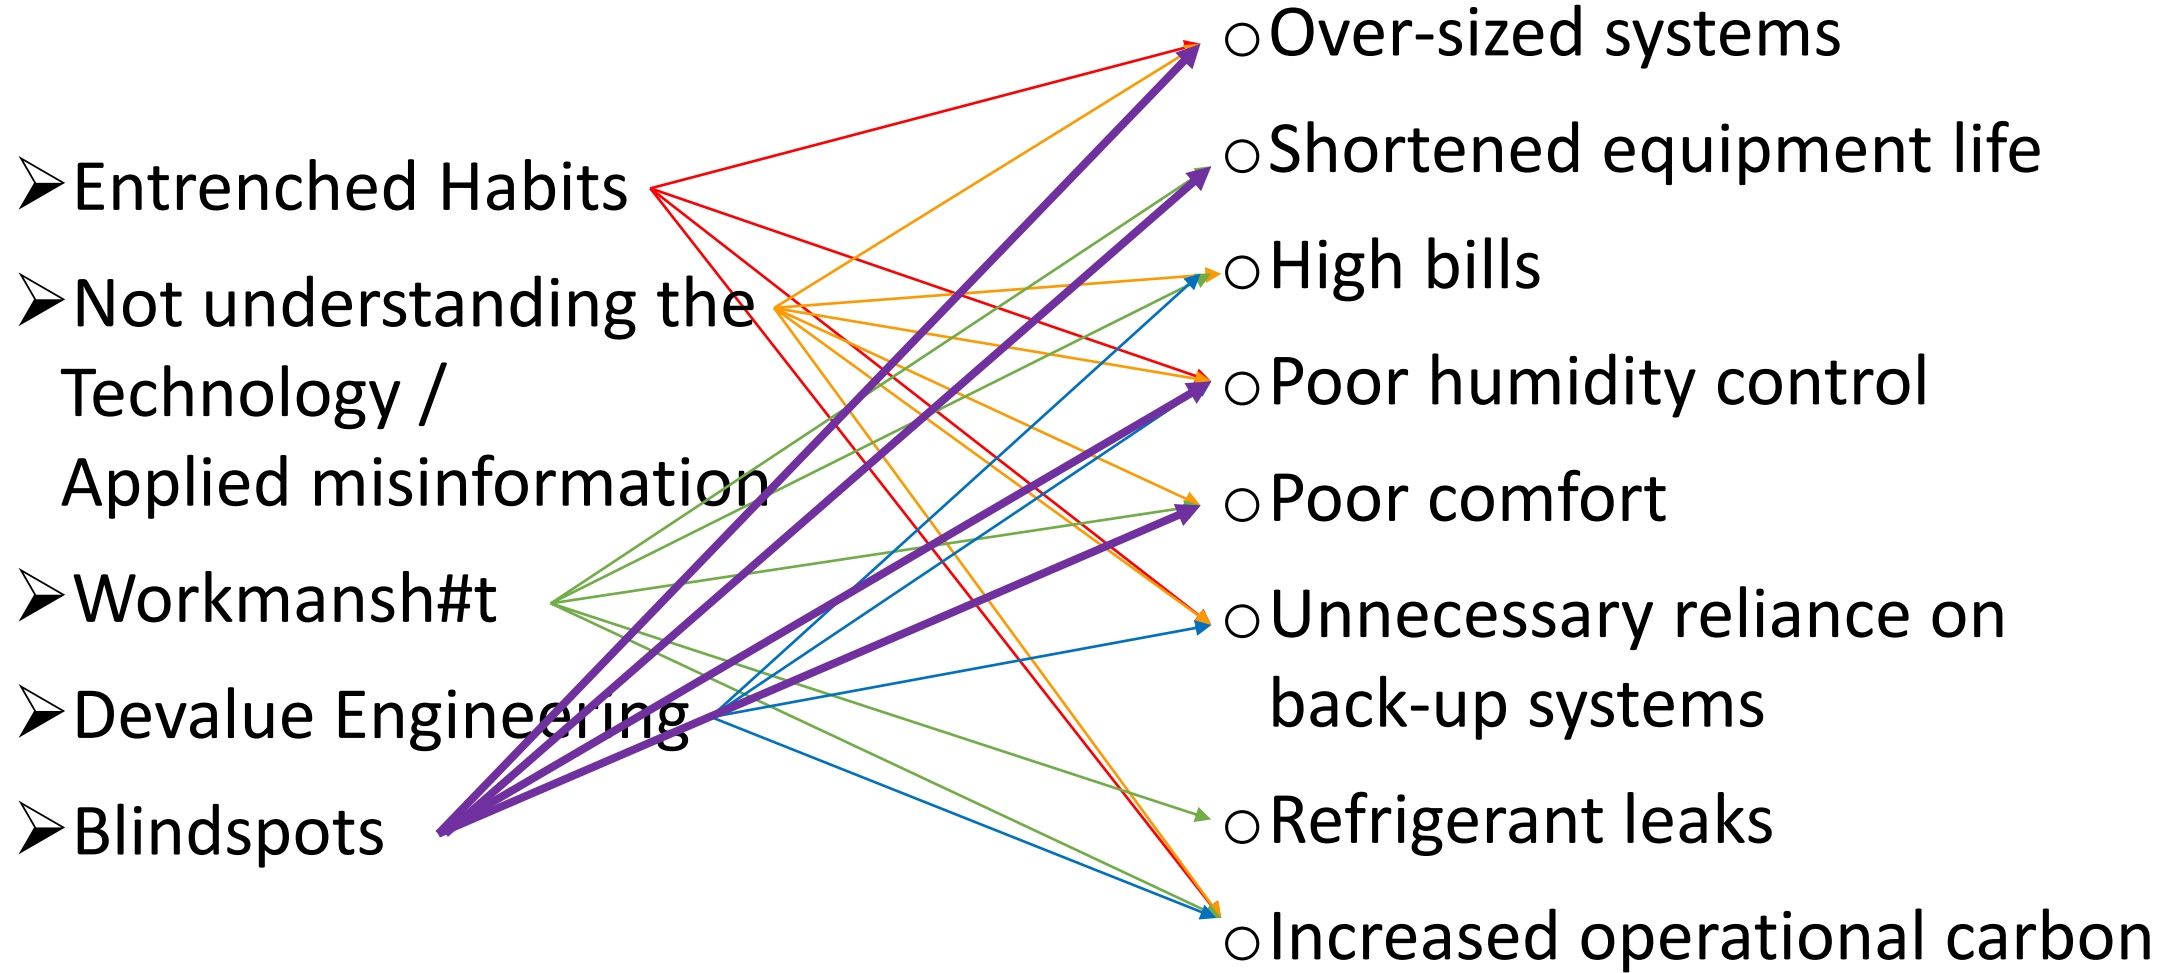 Entrenched Habits
Not understanding the
Technology /
Applied misinformation
Workmansh#t
Devalue Engineering
Blindspots
Over-sized systems
Shortened equipment life
High bills
Poor humidity control
Poor comfort
Unnecessary reliance on
back-up systems
Refrigerant leaks
Increased operational carbon